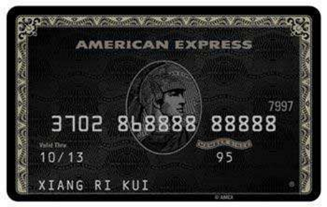 AMERICAN EXPRESS
7997
3702 868888 88888
Valid Thru
10/13 95
XIANG RI KUI
© AMEX